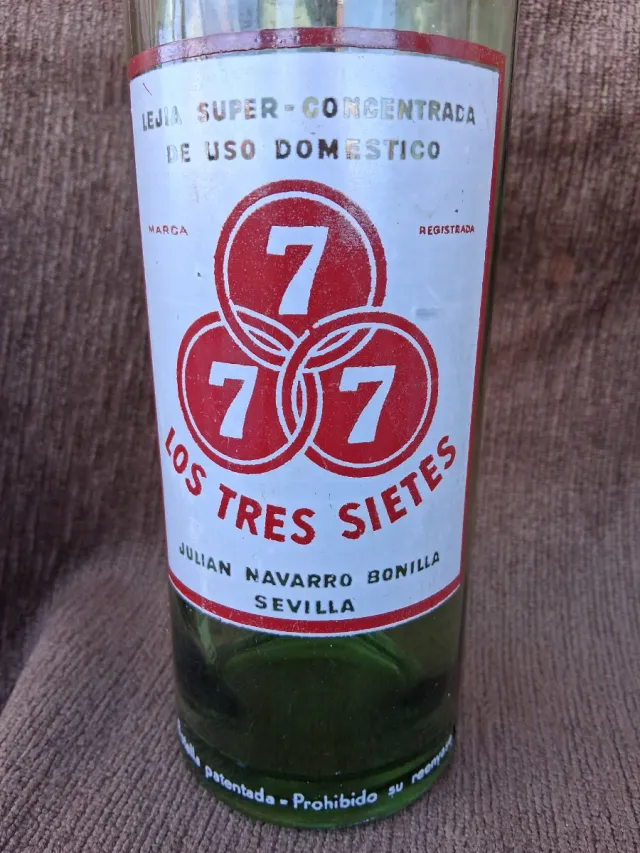 LEJIA SUPER-CONCENTRADA
DE USO DOMESTICO
MARCA REGISTRADA
7
7 7
LOS TRES SIETES
JULIAN NAVARRO BONILLA
SEVILLA
patentada - Prohibido su